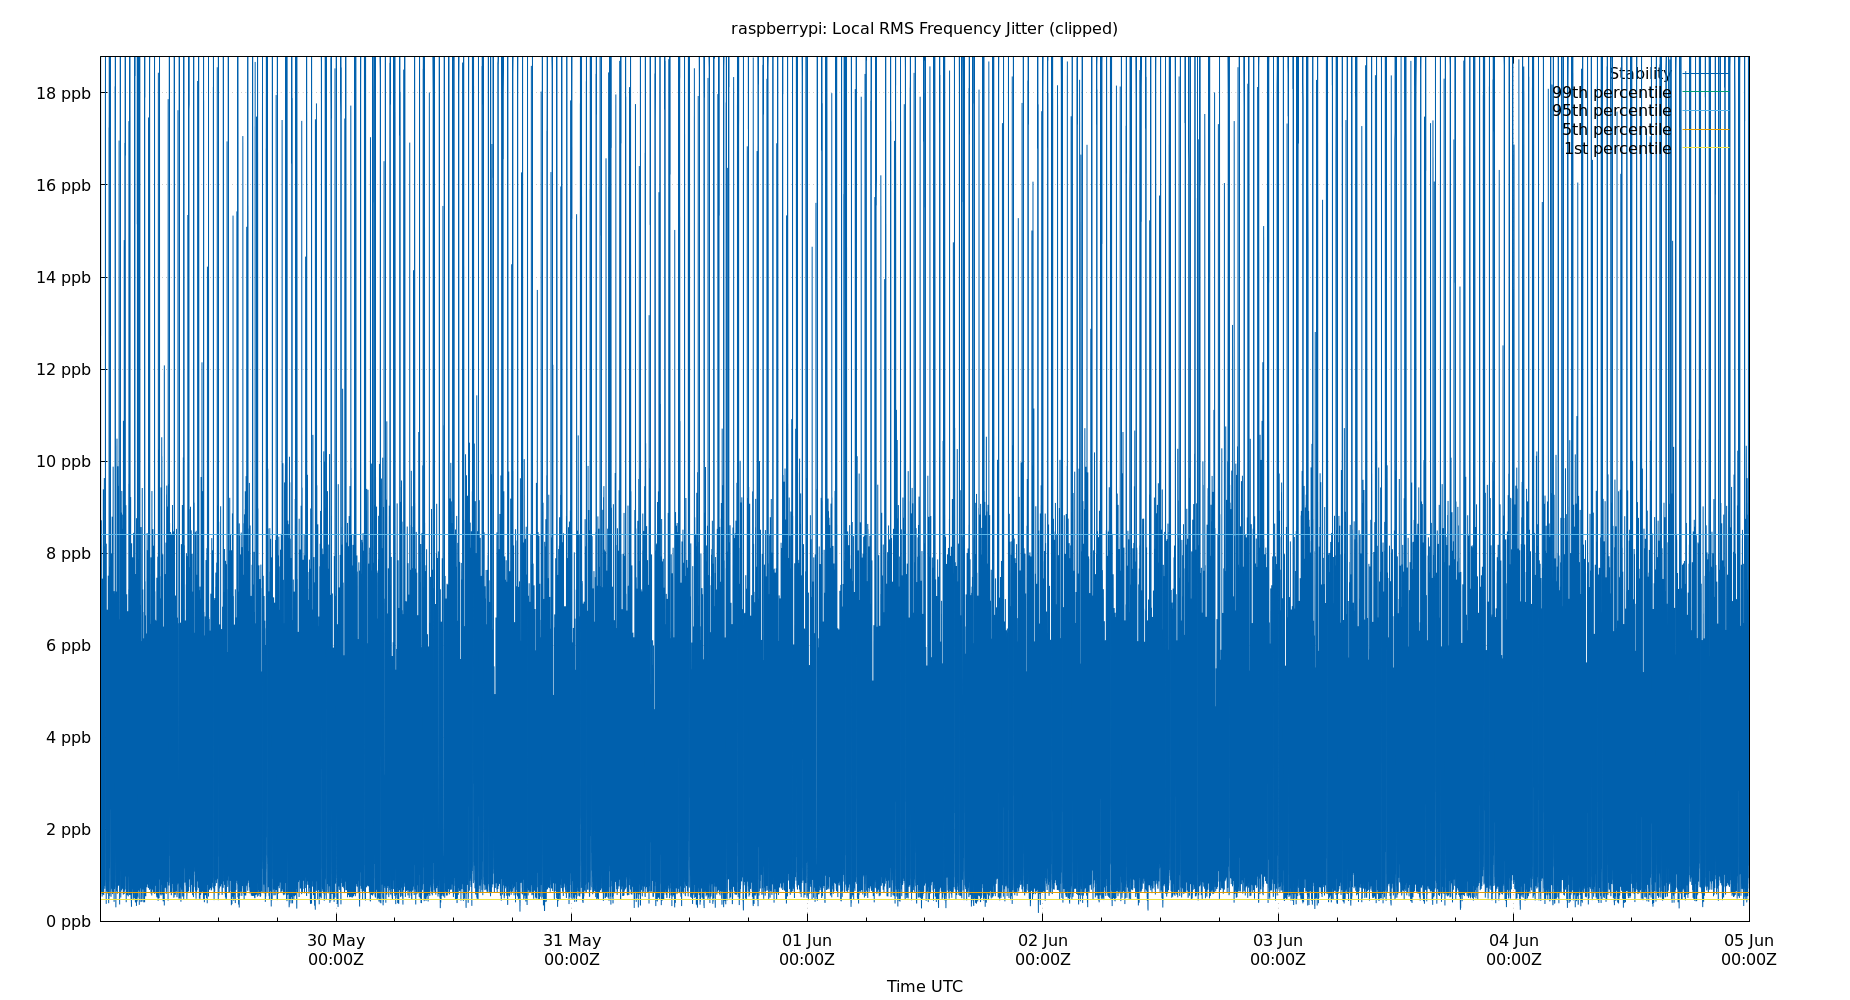 raspberrypi: Local RMS Frequency Jitter (clipped)
Stability
99th percentile
95th percentile
5th percentile
1st percentile
18 ppb
16 ppb
14 ppb
12 ppb
10 ppb
8 ppb
6 ppb
4 ppb
2 ppb
0 ppb
30 May 31 May 01 Jun 02 Jun 03 Jun 04 Jun 05 Jun
00:00Z 00:00Z 00:00Z 00:00Z 00:00Z 00:00Z 00:00Z
Time UTC